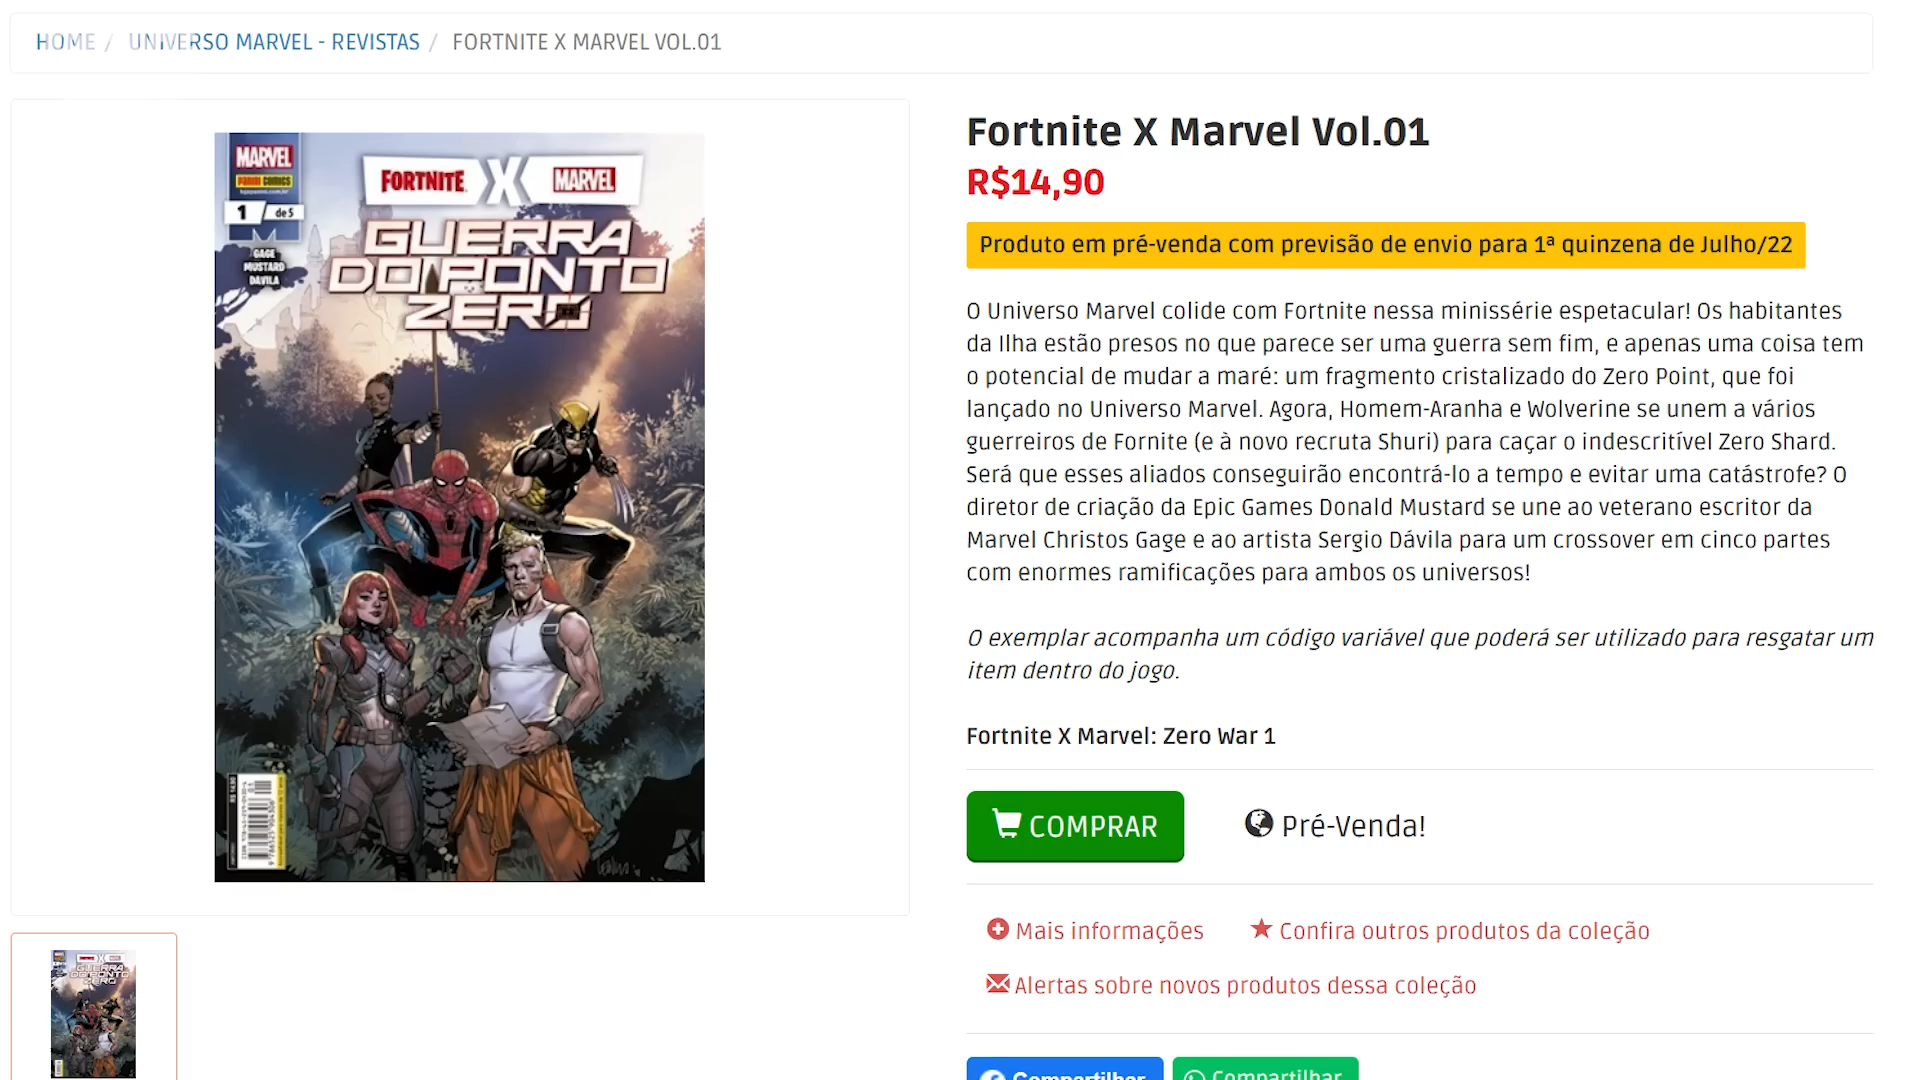 HOME / UNIVERSO MARVEL - REVISTAS / FORTNITE X MARVEL VOL.01
MARVEL
PANINI COMICS
1 de 5
GAGE
MUSTARD
DAVILA
FORTNITE X MARVEL
GUERRA
DO PONTO
ZERO
Fortnite X Marvel Vol.01
R$14,90
Produto em pré-venda com previsão de envio para 1ª quinzena de Julho/22
O Universo Marvel colide com Fortnite nessa minissérie espetacular! Os habitantes
da Ilha estão presos no que parece ser uma guerra sem fim, e apenas uma coisa tem
o potencial de mudar a maré: um fragmento cristalizado do Zero Point, que foi
lançado no Universo Marvel. Agora, Homem-Aranha e Wolverine se unem a vários
guerreiros de Fornite (e à novo recruta Shuri) para caçar o indescritível Zero Shard.
Será que esses aliados conseguirão encontrá-lo a tempo e evitar uma catástrofe? O
diretor de criação da Epic Games Donald Mustard se une ao veterano escritor da
Marvel Christos Gage e ao artista Sergio Dávila para um crossover em cinco partes
com enormes ramificações para ambos os universos!
O exemplar acompanha um código variável que poderá ser utilizado para resgatar um
item dentro do jogo.
Fortnite X Marvel: Zero War 1
COMPRAR
Pré-Venda!
Mais informações
Confira outros produtos da coleção
Alertas sobre novos produtos dessa coleção
GUERRA
DO PONTO
ZERO
Compartilhar
Compartilhar